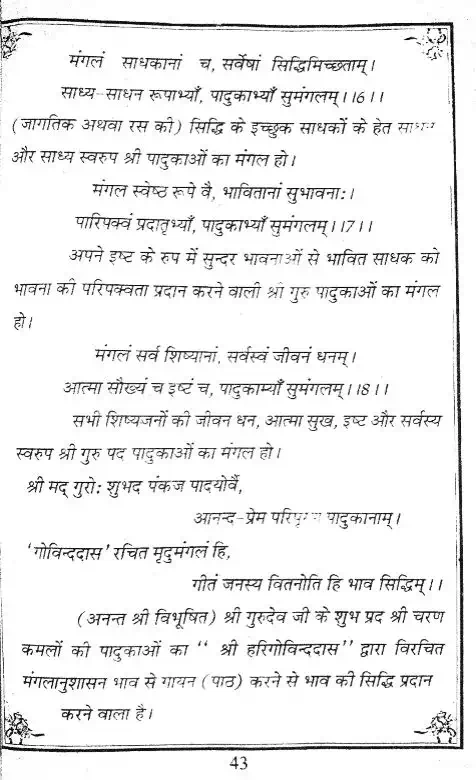 मंगलं साधकानां च, सर्वेषां सिद्धिमिच्छताम्।
साध्य-साधन रूपाभ्याँ, पादुकाभ्याँ सुमंगलम्।।6।।
(जागतिक अथवा रस की) सिद्धि के इच्छुक साधकों के हेत
और साध्य स्वरुप श्री पादुकाओं का मंगल हो।
मंगल स्वेष्ठ रूपे वै, भावितानां सुभावनाः।
पारिपक्वं प्रदातृभ्याँ, पादुकाभ्याँ सुमंगलम्।।7।।
अपने इष्ट के रुप में सुन्दर भावनाओं से भावित साधक को
भावना की परिपक्वता प्रदान करने वाली श्री गुरु पादुकाओं का मंगल
हो।
मंगलं सर्व शिष्यानां, सर्वस्वं जीवनं धनम्।
आत्मा सौख्यं च इष्टं च, पादुकाम्याँ सुमंगलम्।।8।।
सभी शिष्यजनों की जीवन धन, आत्मा सुख, इष्ट और सर्वस्य
स्वरुप श्री गुरु पद पादुकाओं का मंगल हो।
श्री मद् गुरोः शुभद पंकज पादयोर्वै,
आनन्द-प्रेम पादुकानाम्।
'गोविन्ददास' रचित मृदुमंगलं हि,
गीतं जनस्य वितनोति हि भाव सिद्धिम्।।
(अनन्त श्री विभूषित) श्री गुरुदेव जी के शुभ प्रद श्री चरण
कमलों की पादुकाओं का " श्री हरिगोविन्ददास" द्वारा विरचित
मंगलानुशासन भाव से गायन (पाठ) करने से भाव की सिद्धि प्रदान
करने वाला है।
43